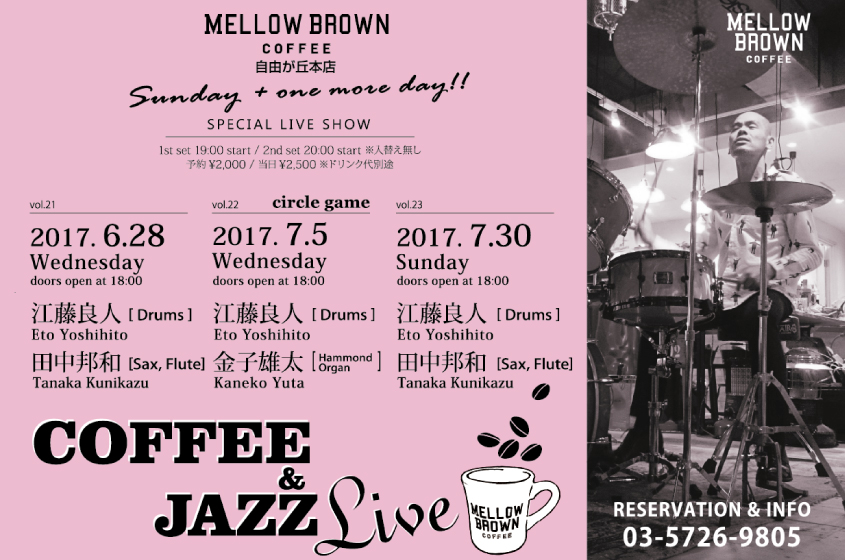 MELLOW BROWN
COFFEE
自由が丘本店
Sunday + one more day!!
SPECIAL LIVE SHOW
1st set 19:00 start / 2nd set 20:00 start ※入替え無し
予約 ¥2,000 / 当日 ¥2,500 ※ドリンク代別途
vol.21
2017. 6.28
Wednesday
doors open at 18:00
江藤良人 [ Drums ]
Eto Yoshihito
田中邦和 [Sax, Flute]
Tanaka Kunikazu
vol.22 circle game
2017. 7.5
Wednesday
doors open at 18:00
江藤良人 [ Drums ]
Eto Yoshihito
金子雄太 [Hammond Organ ]
Kaneko Yuta
vol.23
2017. 7.30
Sunday
doors open at 18:00
江藤良人 [ Drums ]
Eto Yoshihito
田中邦和 [Sax, Flute]
Tanaka Kunikazu
COFFEE
&
JAZZ Live
MELLOW
BROWN
COFFEE
MELLOW
BROWN
COFFEE
RESERVATION & INFO
03-5726-9805